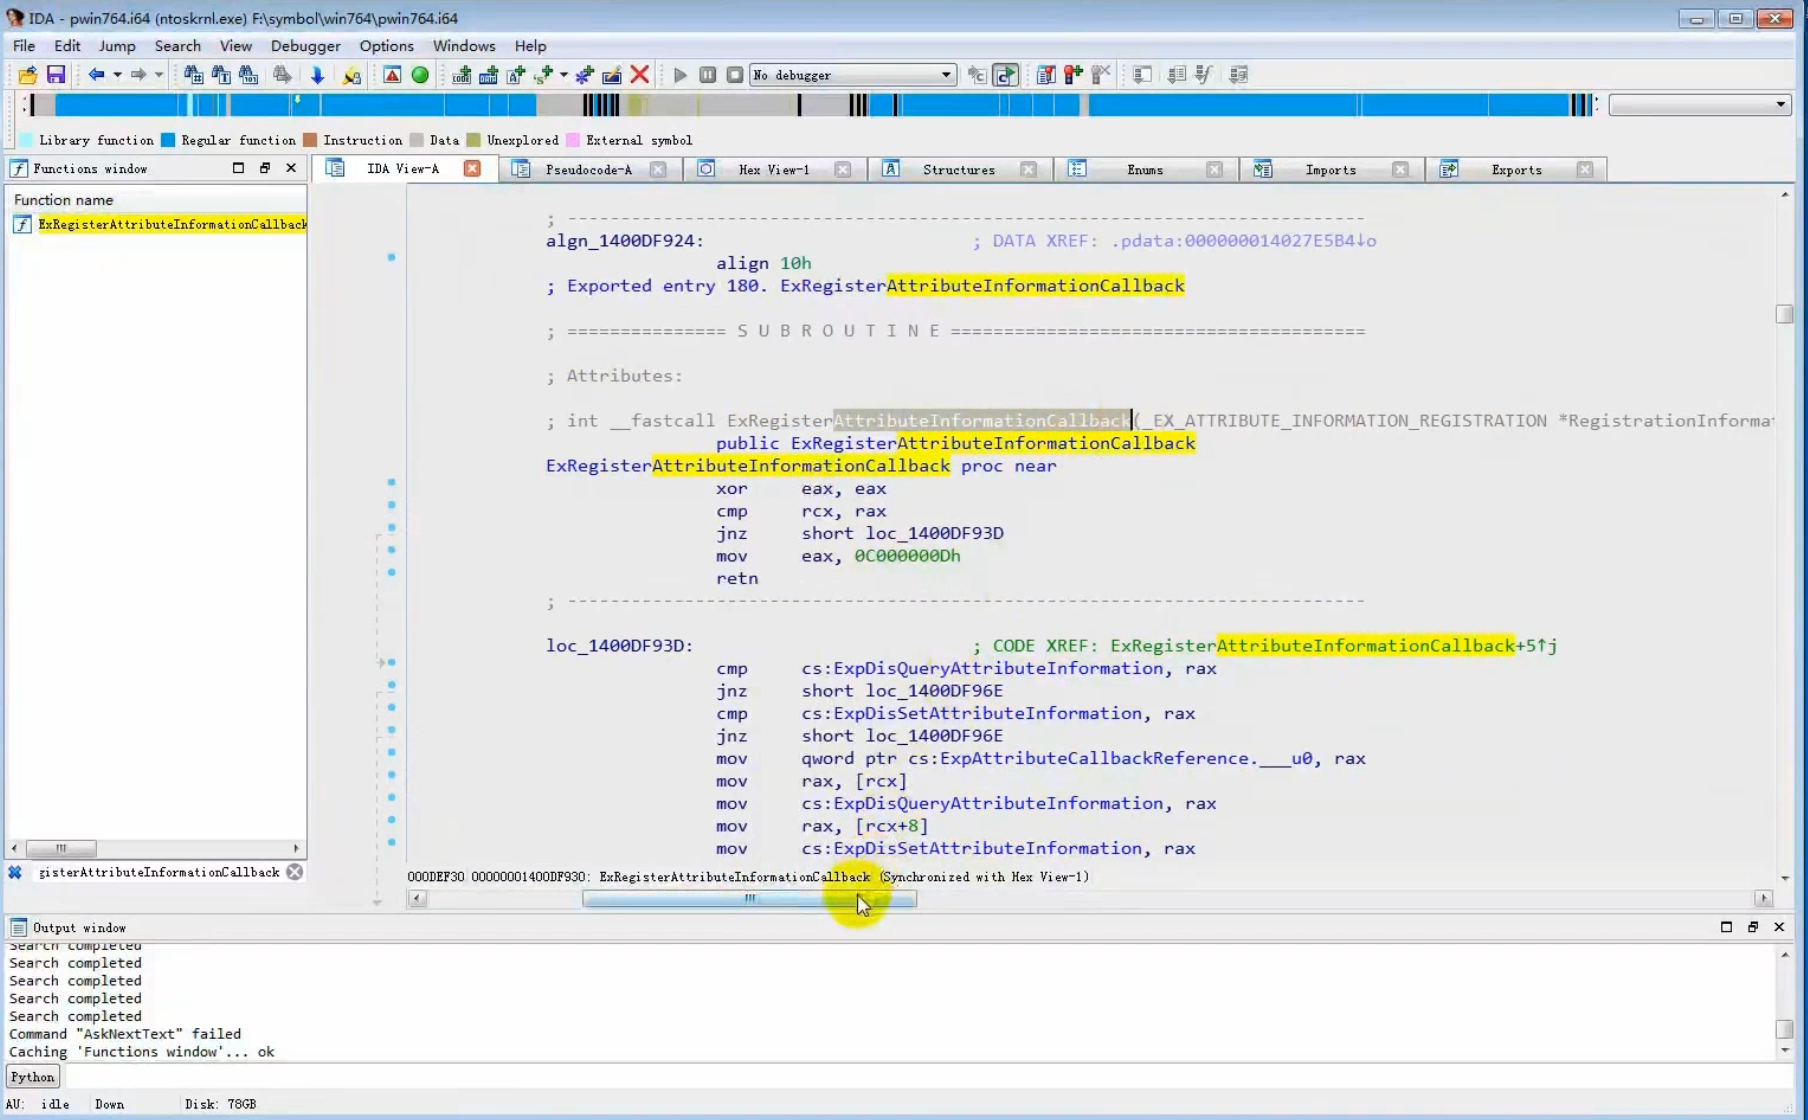 IDA - pwin764.i64 (ntoskrnl.exe) F:\symbol\win764\pwin764.i64
File Edit Jump Search View Debugger Options Windows Help
No debugger
Library function Regular function Instruction Data Unexplored External symbol
Functions window
IDA View-A Pseudocode-A Hex View-1 Structures Enums Imports Exports
Function name
ExRegisterAttributeInformationCallback
; ---------------------------------------------------------------------------
algn_1400DF924: ; DATA XREF: .pdata:000000014027E5B4↓o
align 10h
; Exported entry 180. ExRegisterAttributeInformationCallback
; =============== S U B R O U T I N E =======================================
; Attributes:
; int __fastcall ExRegisterAttributeInformationCallback(_EX_ATTRIBUTE_INFORMATION_REGISTRATION *RegistrationInformat
public ExRegisterAttributeInformationCallback
ExRegisterAttributeInformationCallback proc near
xor eax, eax
cmp rcx, rax
jnz short loc_1400DF93D
mov eax, 0C000000Dh
retn
; ---------------------------------------------------------------------------
loc_1400DF93D: ; CODE XREF: ExRegisterAttributeInformationCallback+5↑j
cmp cs:ExpDisQueryAttributeInformation, rax
jnz short loc_1400DF96E
cmp cs:ExpDisSetAttributeInformation, rax
jnz short loc_1400DF96E
mov qword ptr cs:ExpAttributeCallbackReference.___u0, rax
mov rax, [rcx]
mov cs:ExpDisQueryAttributeInformation, rax
mov rax, [rcx+8]
mov cs:ExpDisSetAttributeInformation, rax
gisterAttributeInformationCallback
000DEF30 00000001400DF930: ExRegisterAttributeInformationCallback (Synchronized with Hex View-1)
Output window
Search completed
Search completed
Search completed
Search completed
Search completed
Command "AskNextText" failed
Caching 'Functions window'... ok
Python
AU: idle Down Disk: 78GB